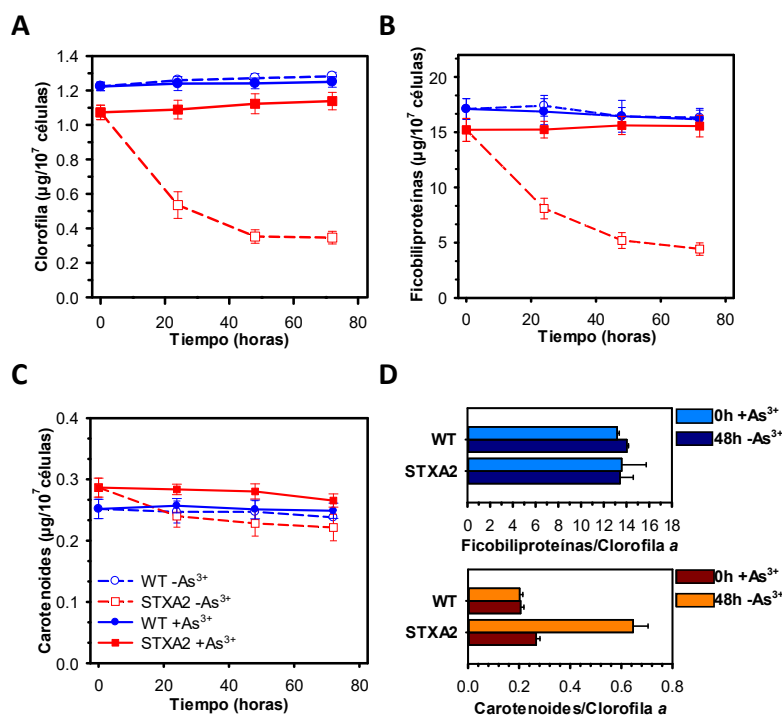 A
Clorofila (µg/10⁷ células)
1.4
1.2
1.0
0.8
0.6
0.4
0.2
0.0
0
20
40
60
80
Tiempo (horas)
B
Ficobiliproteínas (µg/10⁷ células)
20
15
10
5
0
0
20
40
60
80
Tiempo (horas)
C
Carotenoides (µg/10⁷ células)
0.4
0.3
0.2
0.1
0.0
WT -As³⁺
STXA2 -As³⁺
WT +As³⁺
STXA2 +As³⁺
0
20
40
60
80
Tiempo (horas)
D
0h +As³⁺
48h -As³⁺
WT
STXA2
0 2 4 6 8 10 12 14 16 18
Ficobiliproteínas/Clorofila a
0h +As³⁺
48h -As³⁺
WT
STXA2
0.0 0.2 0.4 0.6 0.8
Carotenoides/Clorofila a